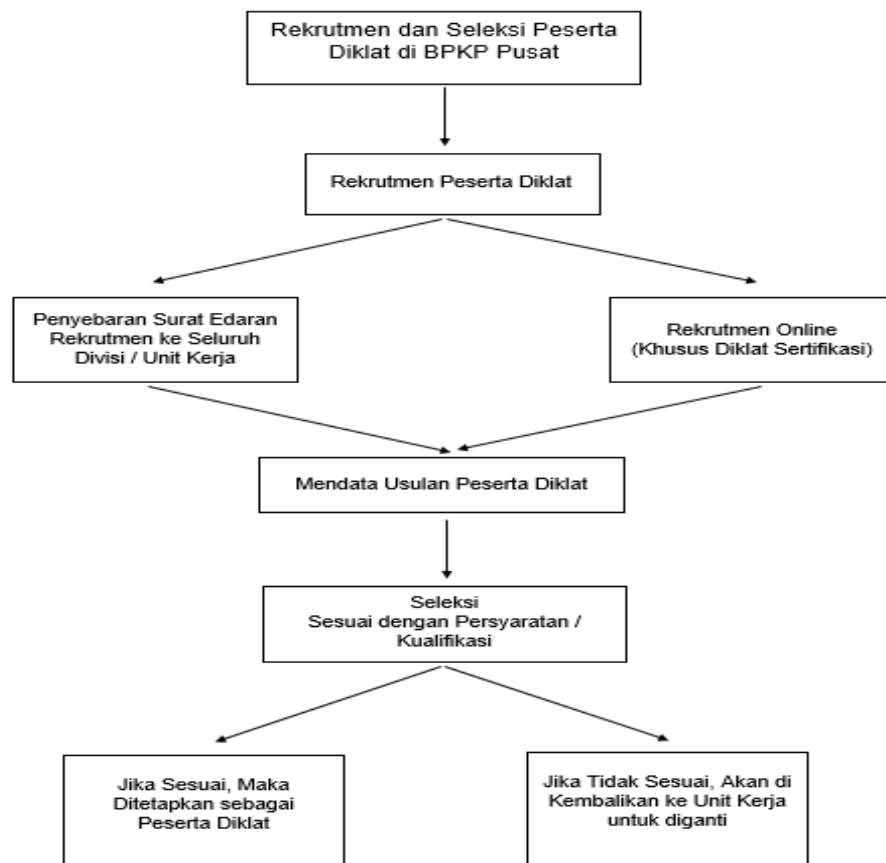 Rekrutmen dan Seleksi Peserta
Diklat di BPKP Pusat
Rekrutmen Peserta Diklat
Penyebaran Surat Edaran
Rekrutmen ke Seluruh
Divisi / Unit Kerja
Rekrutmen Online
(Khusus Diklat Sertifikasi)
Mendata Usulan Peserta Diklat
Seleksi
Sesuai dengan Persyaratan /
Kualifikasi
Jika Sesuai, Maka
Ditetapkan sebagai
Peserta Diklat
Jika Tidak Sesuai, Akan di
Kembalikan ke Unit Kerja
untuk diganti